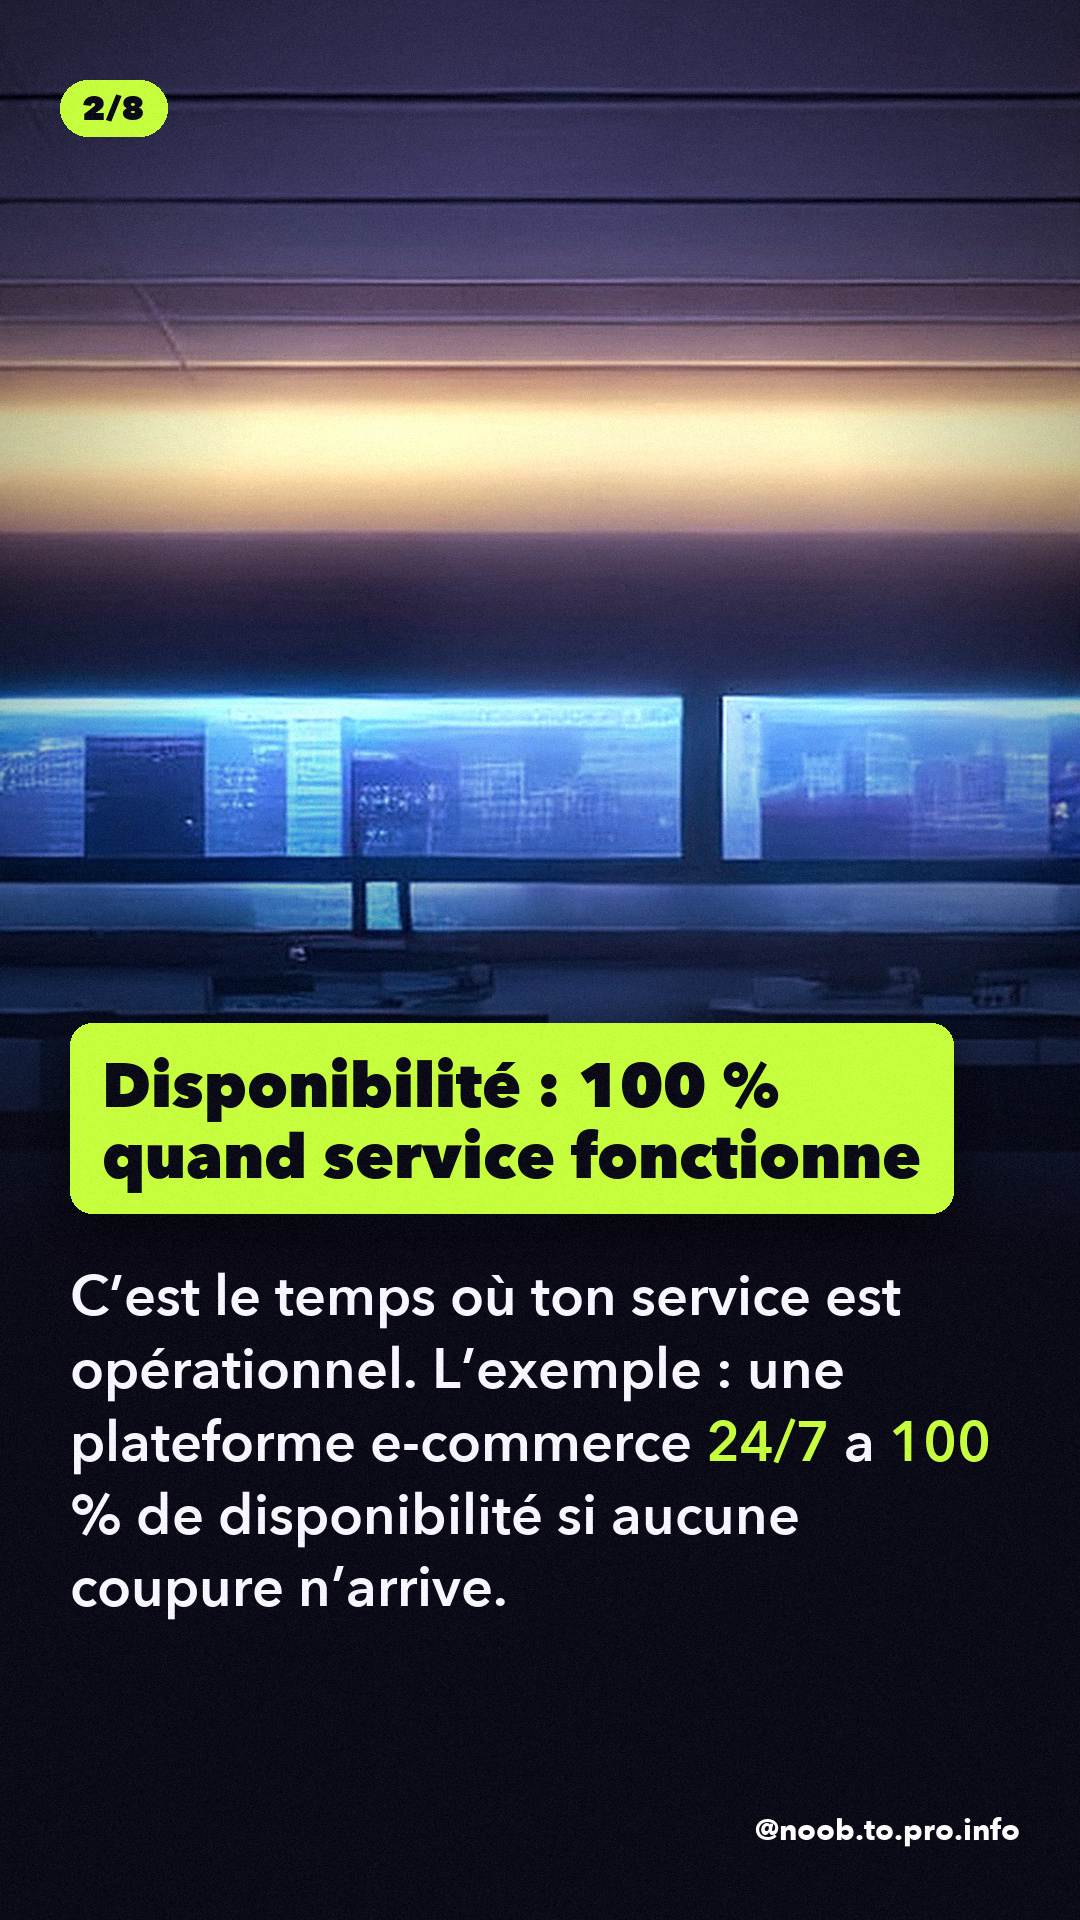 2/8
Disponibilité : 100 %
quand service fonctionne
C’est le temps où ton service est
opérationnel. L’exemple : une
plateforme e-commerce 24/7 a 100
% de disponibilité si aucune
coupure n’arrive.
@noob.to.pro.info